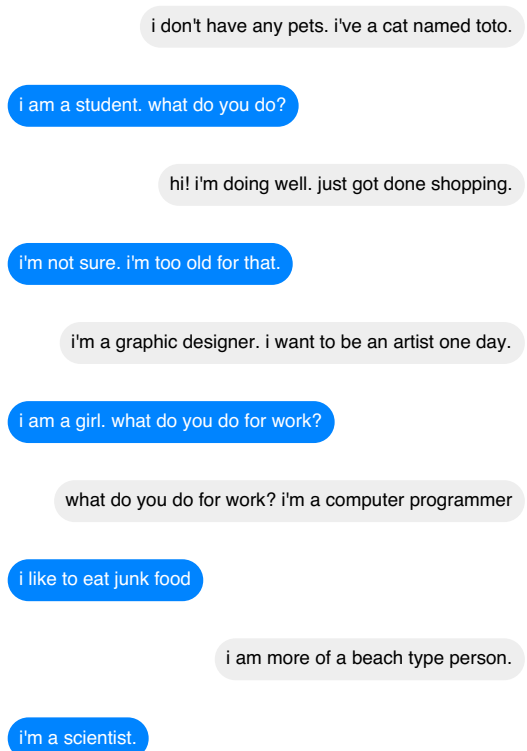 i don't have any pets. i've a cat named toto.
i am a student. what do you do?
hi! i'm doing well. just got done shopping.
i'm not sure. i'm too old for that.
i'm a graphic designer. i want to be an artist one day.
i am a girl. what do you do for work?
what do you do for work? i'm a computer programmer
i like to eat junk food
i am more of a beach type person.
i'm a scientist.